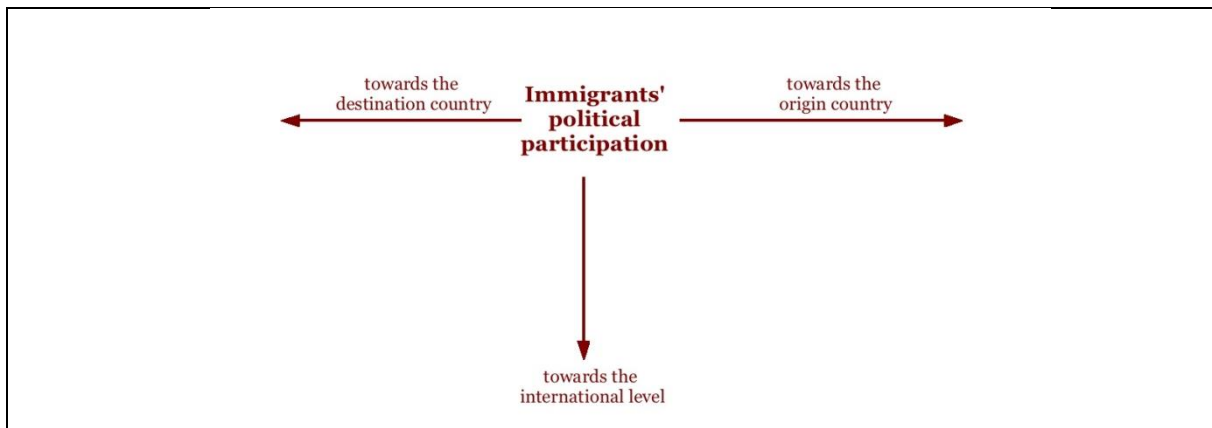 towards the
destination country
Immigrants'
political
participation
towards the
origin country
towards the
international level